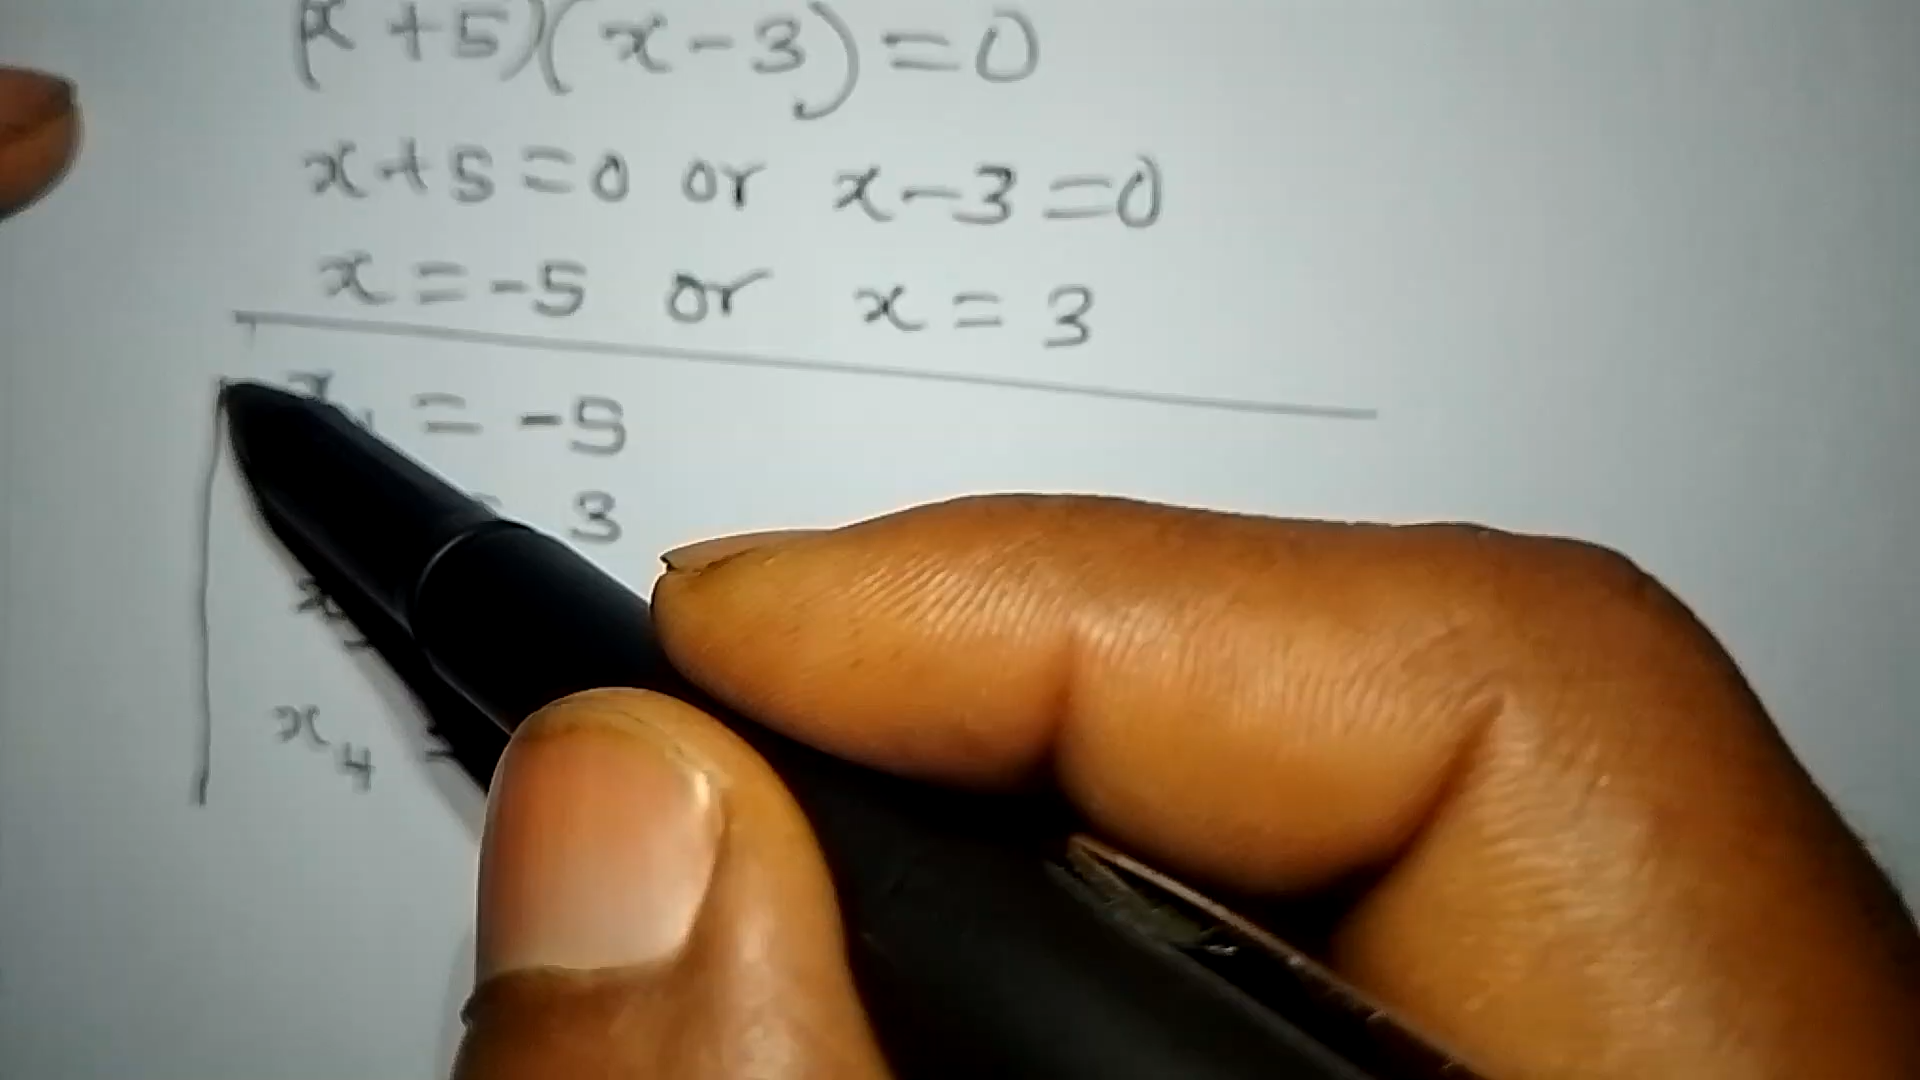 (x+5)(x-3)=0
x+5=0 or x-3=0
x=-5 or x=3
x = -5
3
x
x₄